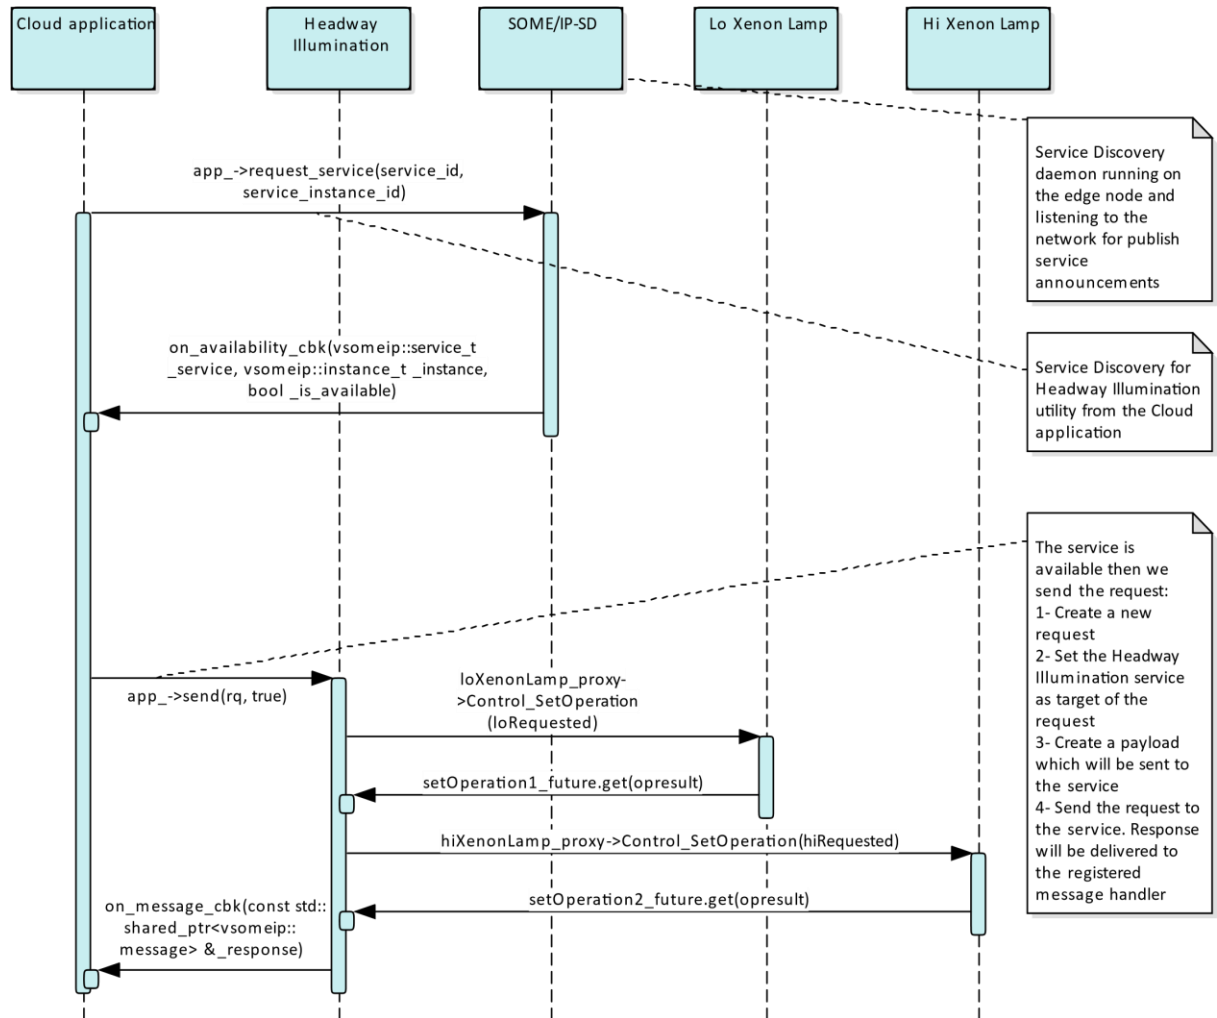 Cloud application
Headway
Illumination
SOME/IP-SD
Lo Xenon Lamp
Hi Xenon Lamp
Service Discovery
daemon running on
the edge node and
listening to the
network for publish
service
announcements
app_->request_service(service_id,
service_instance_id)
on_availability_cbk(vsomeip::service_t
_service, vsomeip::instance_t _instance,
bool _is_available)
Service Discovery for
Headway Illumination
utility from the Cloud
application
The service is
available then we
send the request:
1- Create a new
request
2- Set the Headway
Illumination service
as target of the
request
3- Create a payload
which will be sent to
the service
4- Send the request to
the service. Response
will be delivered to
the registered
message handler
app_->send(rq, true)
loXenonLamp_proxy-
>Control_SetOperation
(loRequested)
setOperation1_future.get(opresult)
hiXenonLamp_proxy->Control_SetOperation(hiRequested)
setOperation2_future.get(opresult)
on_message_cbk(const std::
shared_ptr<vsomeip::
message> &_response)